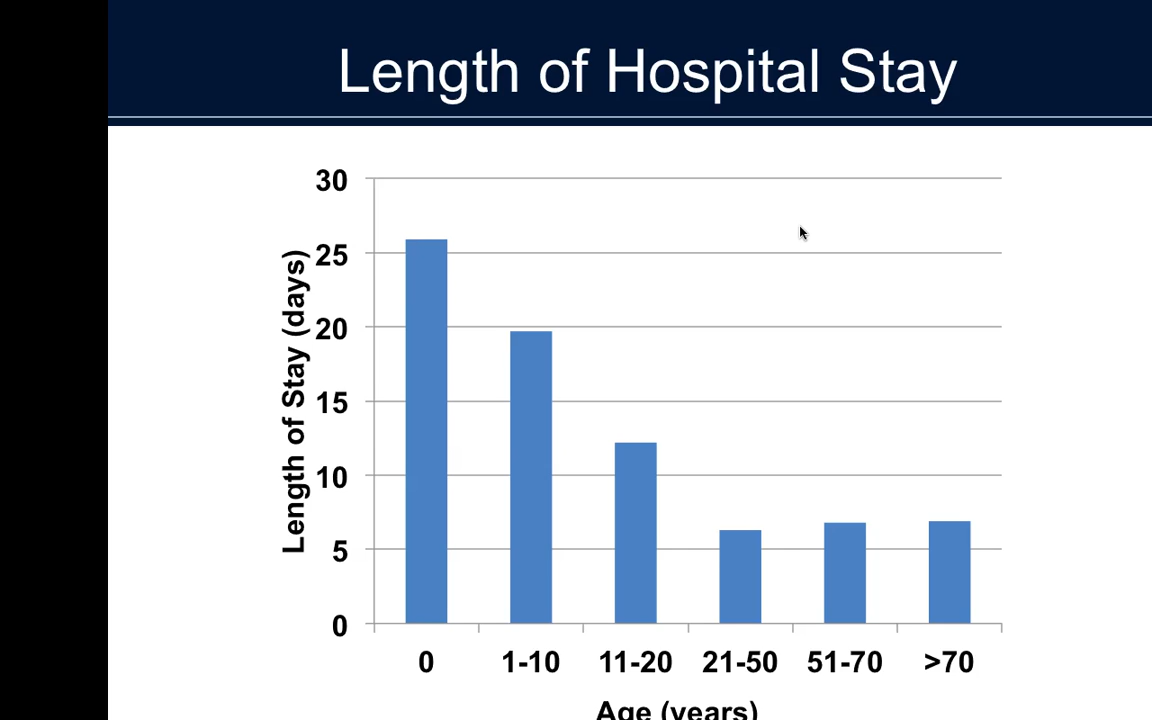 Length of Hospital Stay
Length of Stay (days)
30
25
20
15
10
5
0
0 1-10 11-20 21-50 51-70 >70
Age (years)